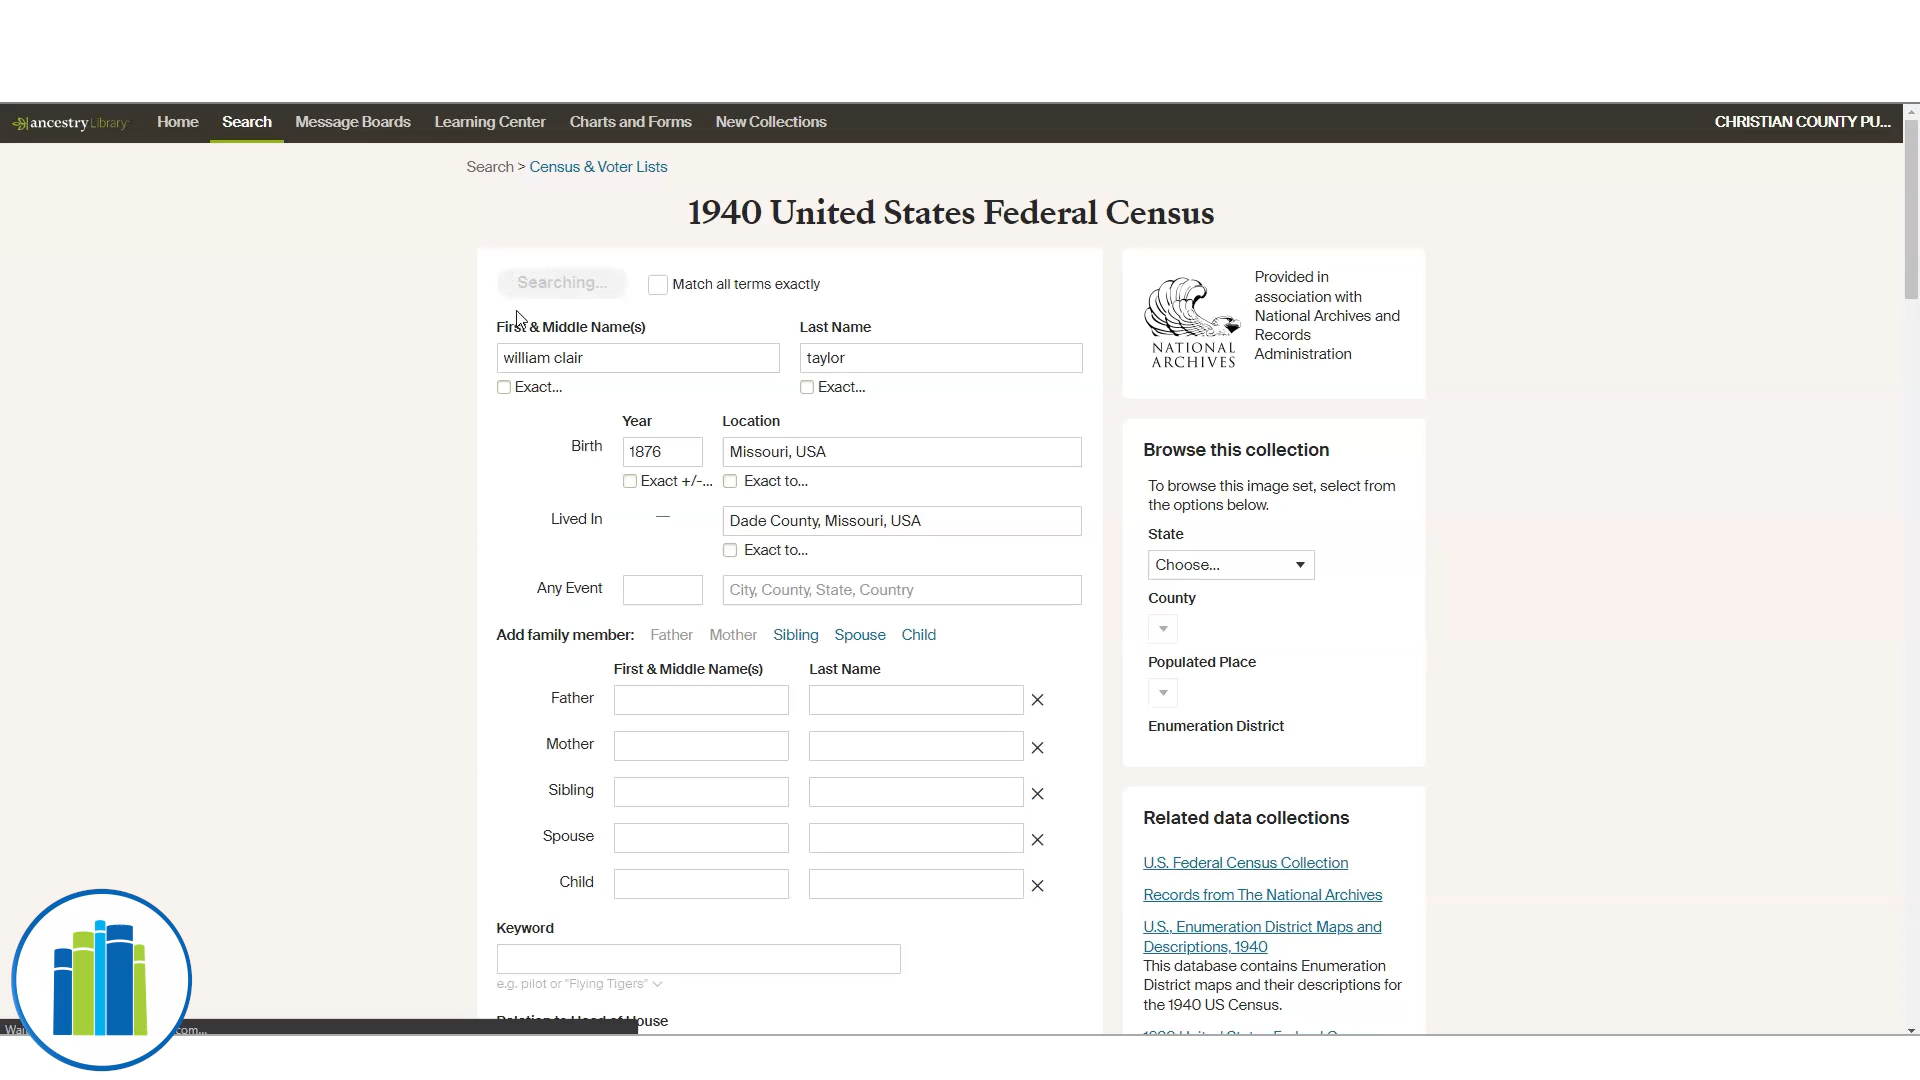 ancestryLibrary Home Search Message Boards Learning Center Charts and Forms New Collections CHRISTIAN COUNTY PU...
Search > Census & Voter Lists
1940 United States Federal Census
Searching... Match all terms exactly
First & Middle Name(s) Last Name
william clair taylor
Exact... Exact...
Year Location
Birth 1876 Missouri, USA
Exact +/-... Exact to...
Lived In — Dade County, Missouri, USA
Exact to...
Any Event City, County, State, Country
Add family member: Father Mother Sibling Spouse Child
First & Middle Name(s) Last Name
Father
Mother
Sibling
Spouse
Child
Keyword
e.g. pilot or "Flying Tigers"
Relation to Head of House
NATIONAL
ARCHIVES
Provided in
association with
National Archives and
Records
Administration
Browse this collection
To browse this image set, select from
the options below.
State
Choose...
County
Populated Place
Enumeration District
Related data collections
U.S. Federal Census Collection
Records from The National Archives
U.S., Enumeration District Maps and
Descriptions, 1940
This database contains Enumeration
District maps and their descriptions for
the 1940 US Census.
com...